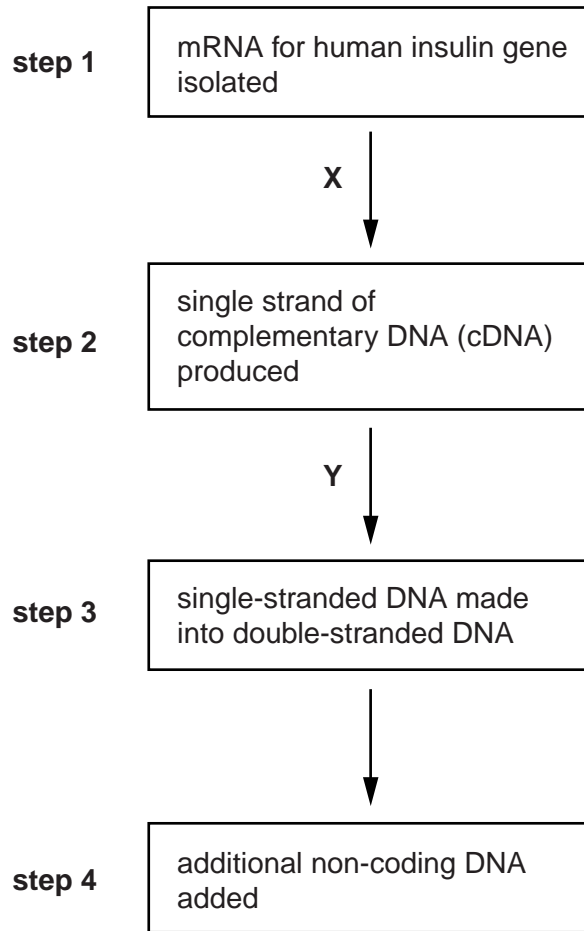 step 1
mRNA for human insulin gene
isolated
X
step 2
single strand of
complementary DNA (cDNA)
produced
Y
step 3
single-stranded DNA made
into double-stranded DNA
step 4
additional non-coding DNA
added